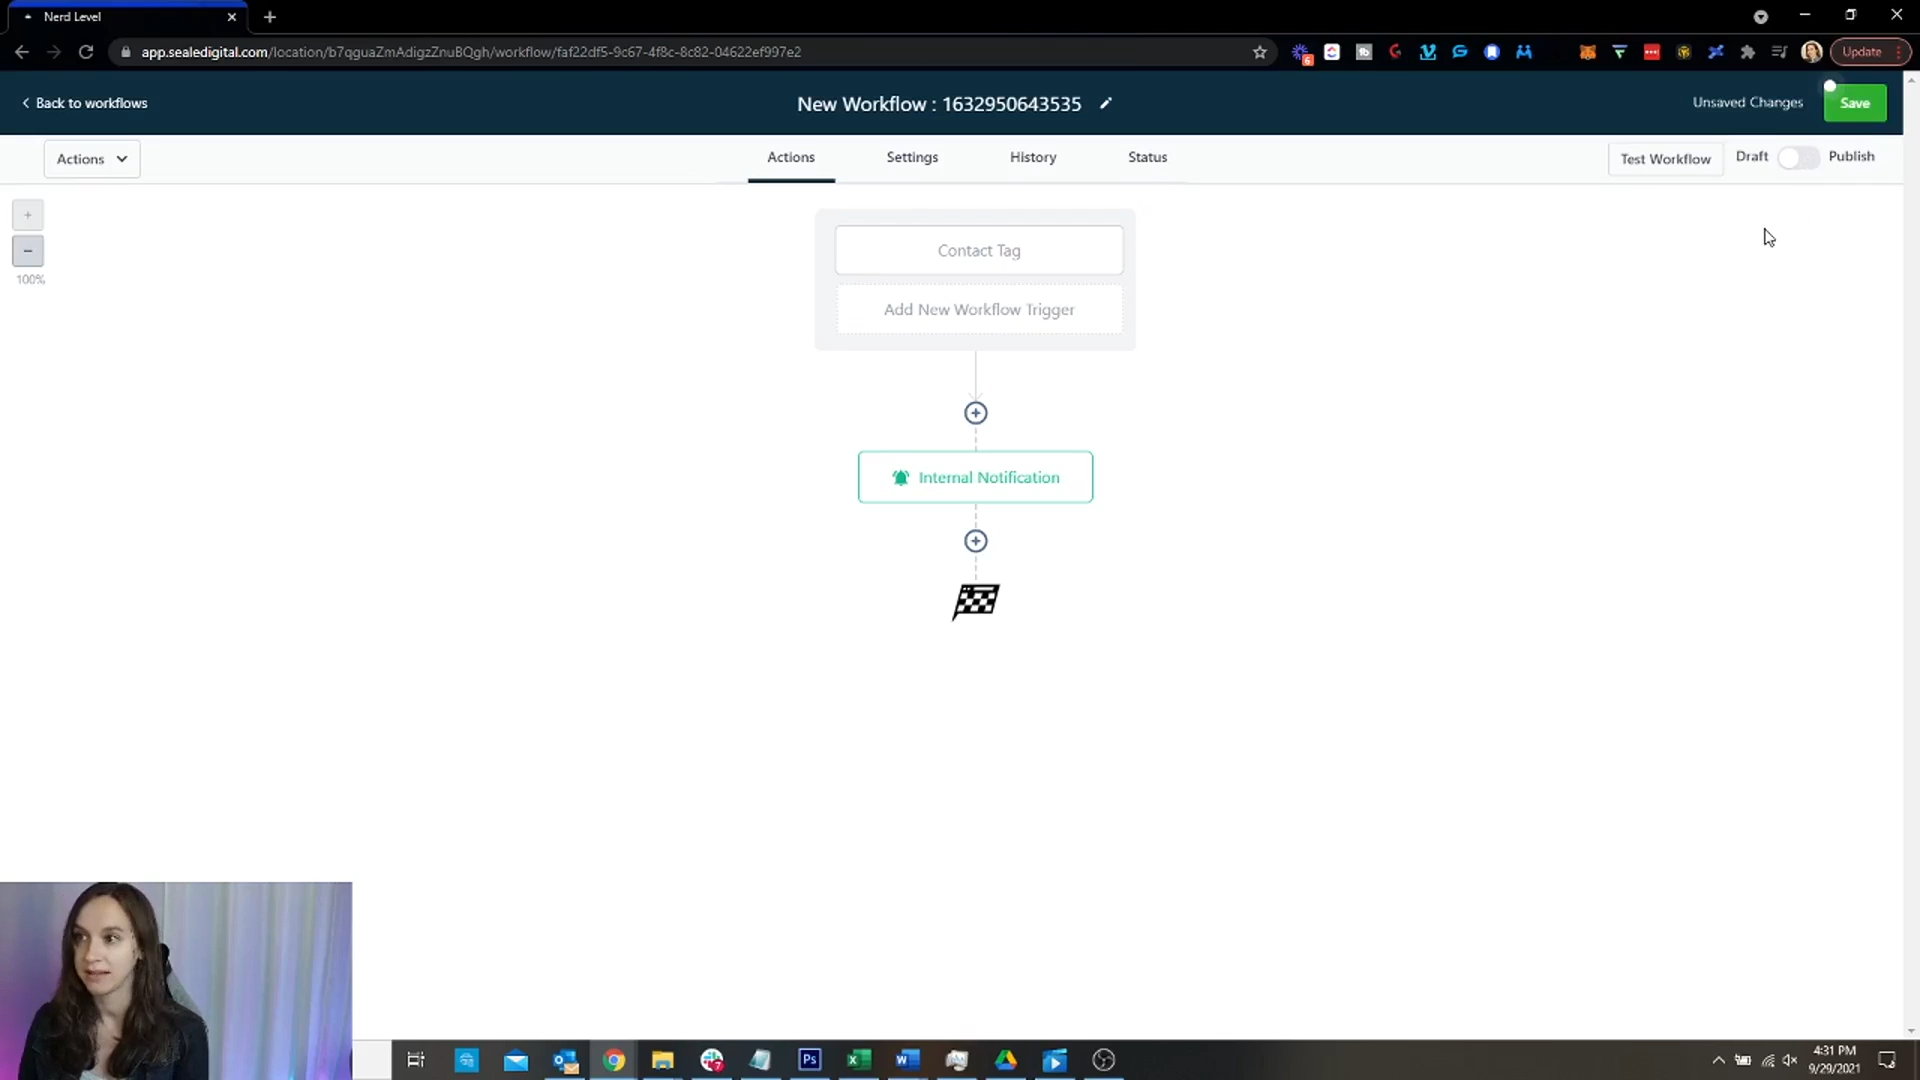 Nerd Level
app.sealedigital.com/location/b7qguaZmAdigzZnuBQgh/workflow/faf22df5-9c67-4f8c-8c82-04622ef997e2
6
Update
Back to workflows
New Workflow : 1632950643535
Unsaved Changes
Save
Actions
Actions
Settings
History
Status
Test Workflow
Draft
Publish
+
−
100%
Contact Tag
Add New Workflow Trigger
Internal Notification
Ps
4:31 PM
9/29/2021